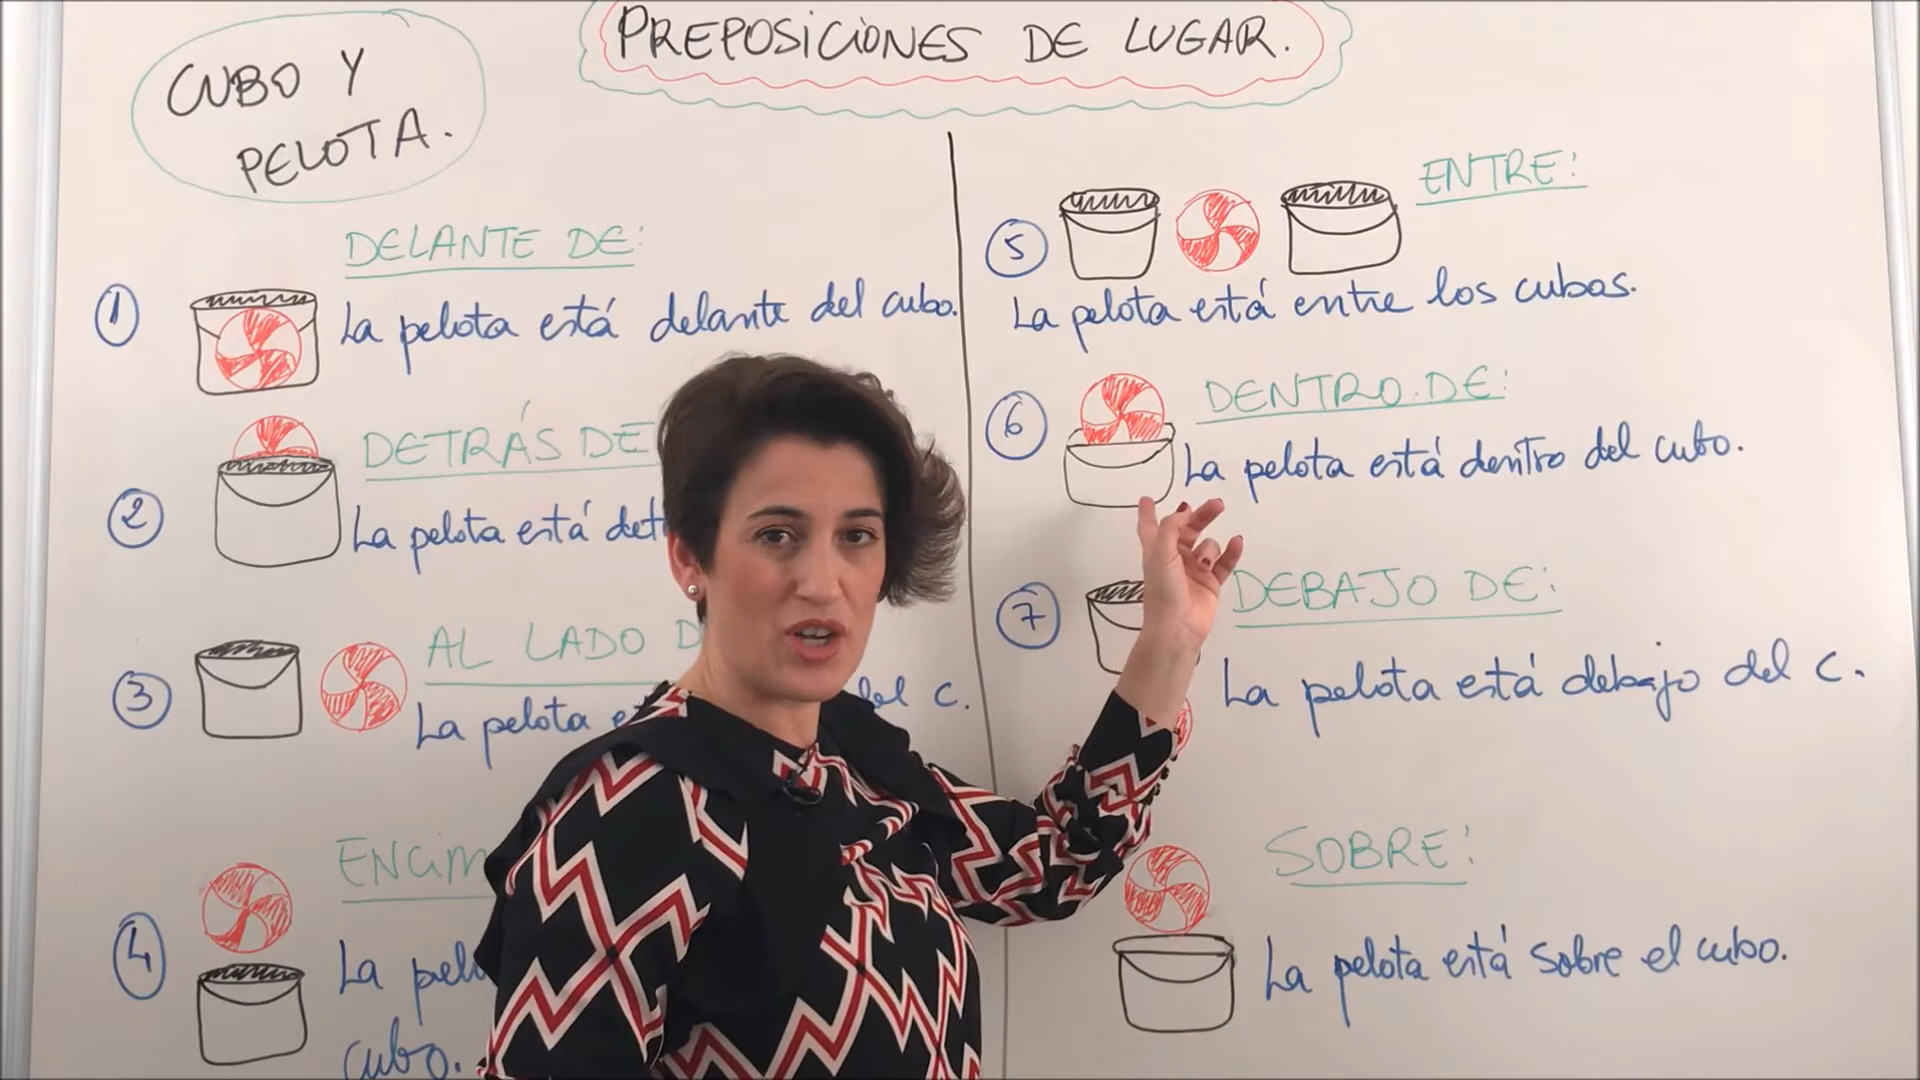 PREPOSICIONES DE LUGAR.
CUBO Y
PELOTA.
DELANTE DE:
1
La pelota está delante del cubo.
DETRÁS DE
2
La pelota está
AL LADO
3
La pelota
del c.
4
La
cubo.
ENTRE:
5
La pelota está entre los cubos.
DENTRO DE:
6
La pelota está dentro del cubo.
7
DEBAJO DE:
La pelota está debajo del c.
SOBRE:
La pelota está sobre el cubo.